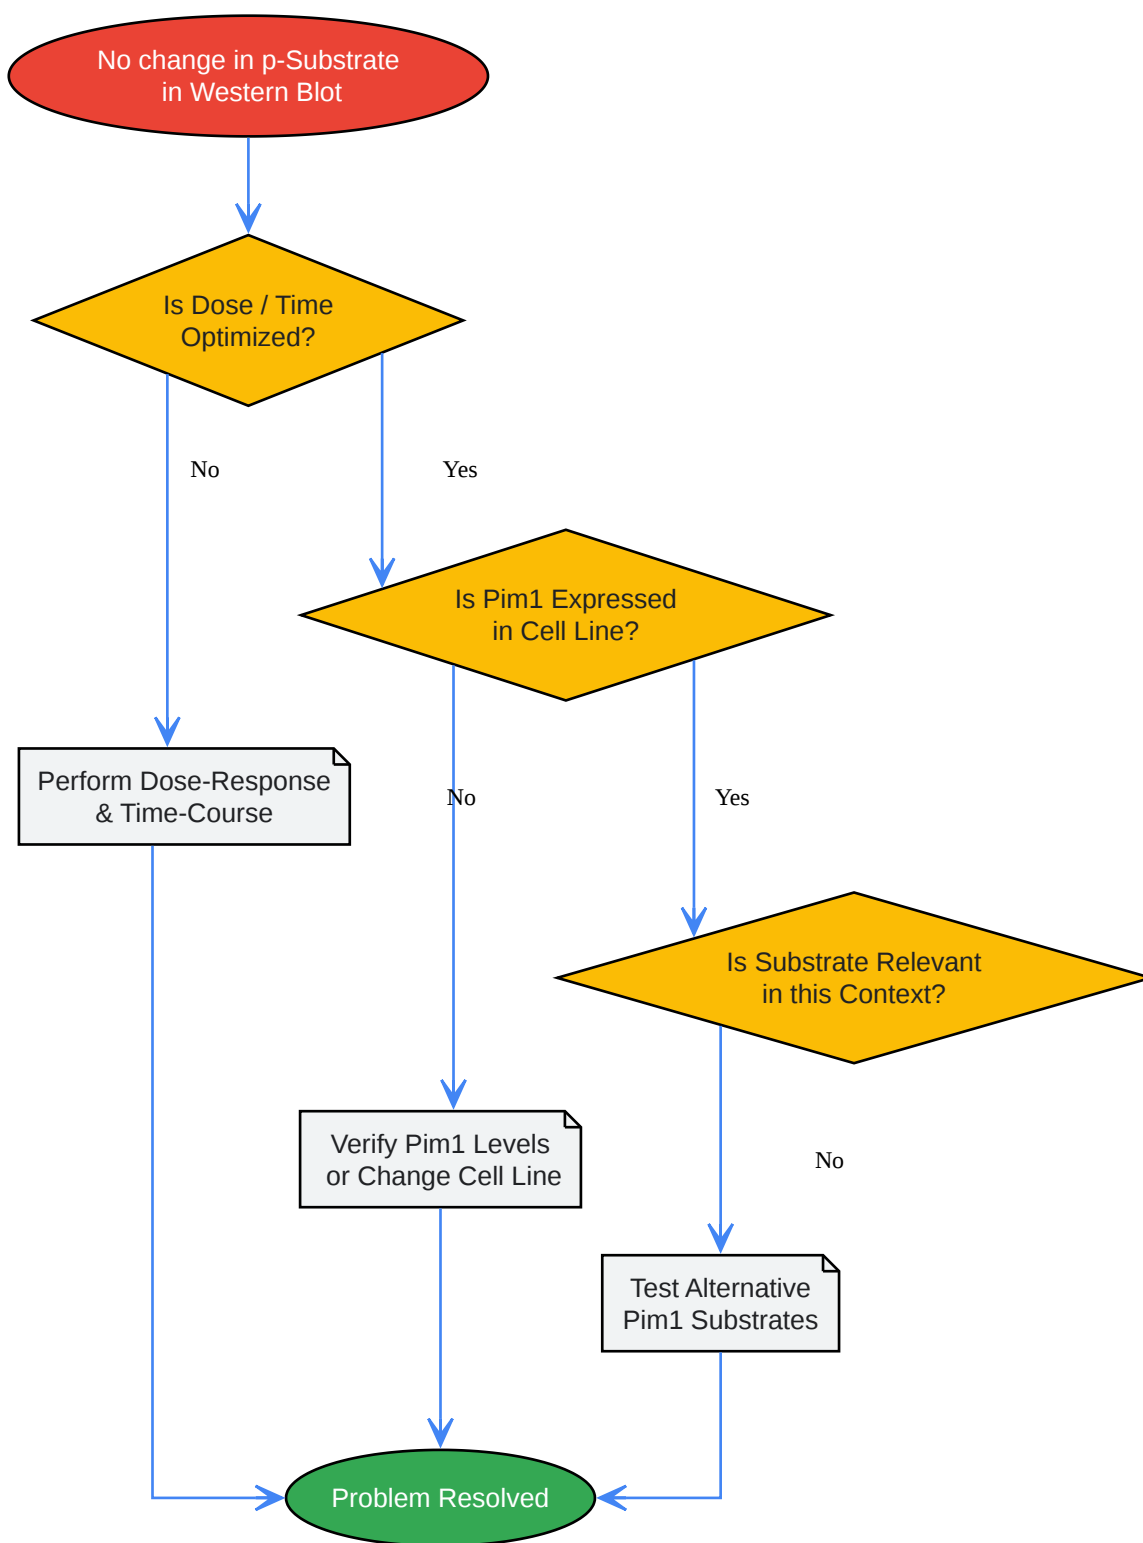 No change in p-Substrate
in Western Blot
Is Dose / Time
Optimized?
No
Yes
Is Pim1 Expressed
in Cell Line?
Perform Dose-Response
& Time-Course
No
Yes
Is Substrate Relevant
in this Context?
Verify Pim1 Levels
or Change Cell Line
No
Test Alternative
Pim1 Substrates
Problem Resolved